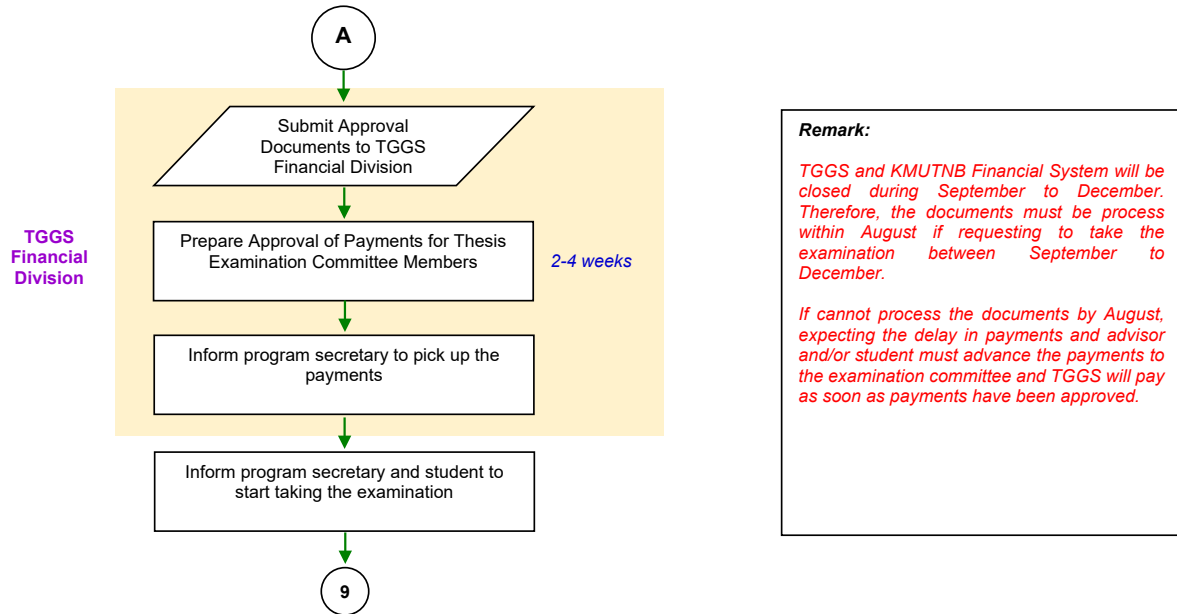 A
Submit Approval
Documents to TGGS
Financial Division
TGGS
Financial
Division
Prepare Approval of Payments for Thesis
Examination Committee Members
2-4 weeks
Inform program secretary to pick up the
payments
Inform program secretary and student to
start taking the examination
9
Remark:
TGGS and KMUTNB Financial System will be
closed during September to December.
Therefore, the documents must be process
within August if requesting to take the
examination between September to
December.
If cannot process the documents by August,
expecting the delay in payments and advisor
and/or student must advance the payments to
the examination committee and TGGS will pay
as soon as payments have been approved.